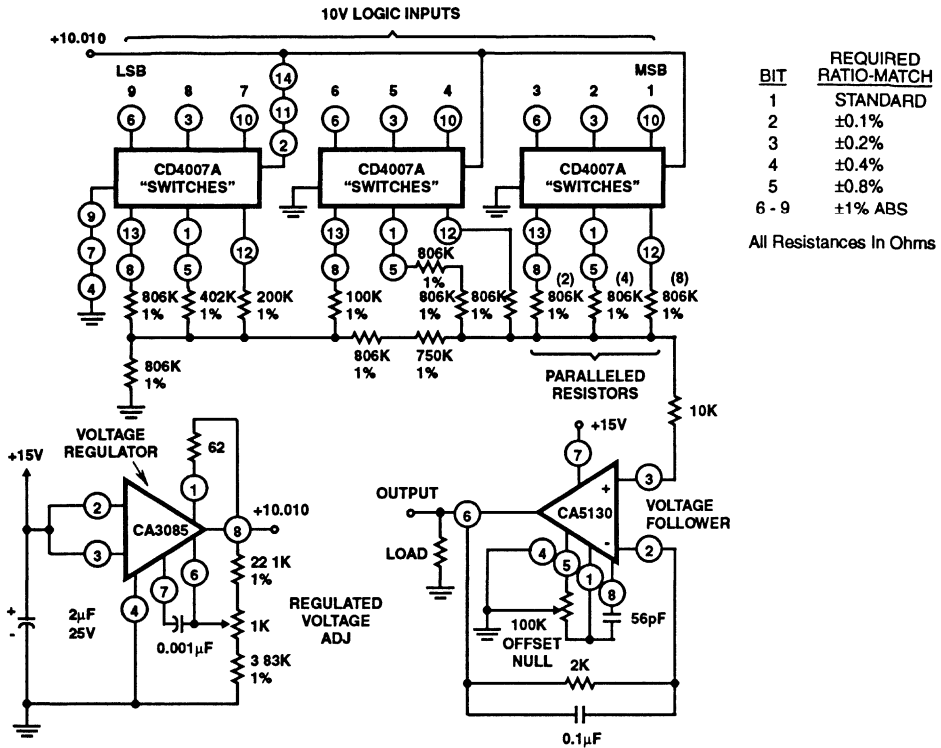 10V LOGIC INPUTS
+10.010
LSB
MSB
9 8 7 6 5 4 3 2 1
14
11
2
6 3 10 6 3 10 6 3 10
CD4007A
"SWITCHES"
CD4007A
"SWITCHES"
CD4007A
"SWITCHES"
9
7
4
13 1 12 13 1 12 13 1 12
8 5 8 5 8 5
806K
1%
(2) (4) (8)
806K
1%
402K
1%
200K
1%
100K
1%
806K
1%
806K
1%
806K
1%
806K
1%
806K
1%
806K
1%
750K
1%
806K
1%
PARALLELED
RESISTORS
10K
BIT
REQUIRED
RATIO-MATCH
1 STANDARD
2 ±0.1%
3 ±0.2%
4 ±0.4%
5 ±0.8%
6 - 9 ±1% ABS
All Resistances In Ohms
VOLTAGE
REGULATOR
+15V
62
1
2
3
CA3085
8
+10.010
7
6
4
22 1K
1%
1K
3 83K
1%
0.001µF
+
-
2µF
25V
REGULATED
VOLTAGE
ADJ
+15V
7
OUTPUT
6
LOAD
CA5130
+
-
3
2
VOLTAGE
FOLLOWER
4
5
1
8
56pF
100K
OFFSET
NULL
2K
0.1µF